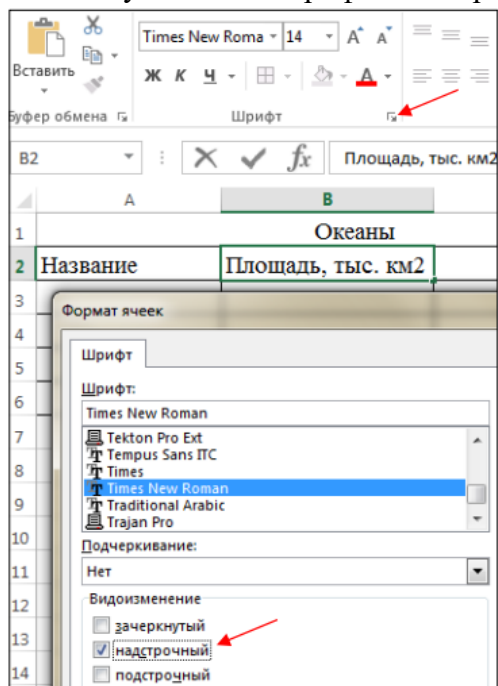 Times New Roma 14 А А
Вставить
Ж К Ч А
Буфер обмена Шрифт
B2 fx Площадь, тыс. км2
A B
1 Океаны
2 Название Площадь, тыс. км2
3
Формат ячеек
4
Шрифт
5
Шрифт:
6
Times New Roman
7 Tekton Pro Ext
Tempus Sans ITC
8 Times
Times New Roman
9 Traditional Arabic
Trajan Pro
10
Подчеркивание:
11 Нет
Видоизменение
12
зачеркнутый
13
надстрочный
14 подстрочный